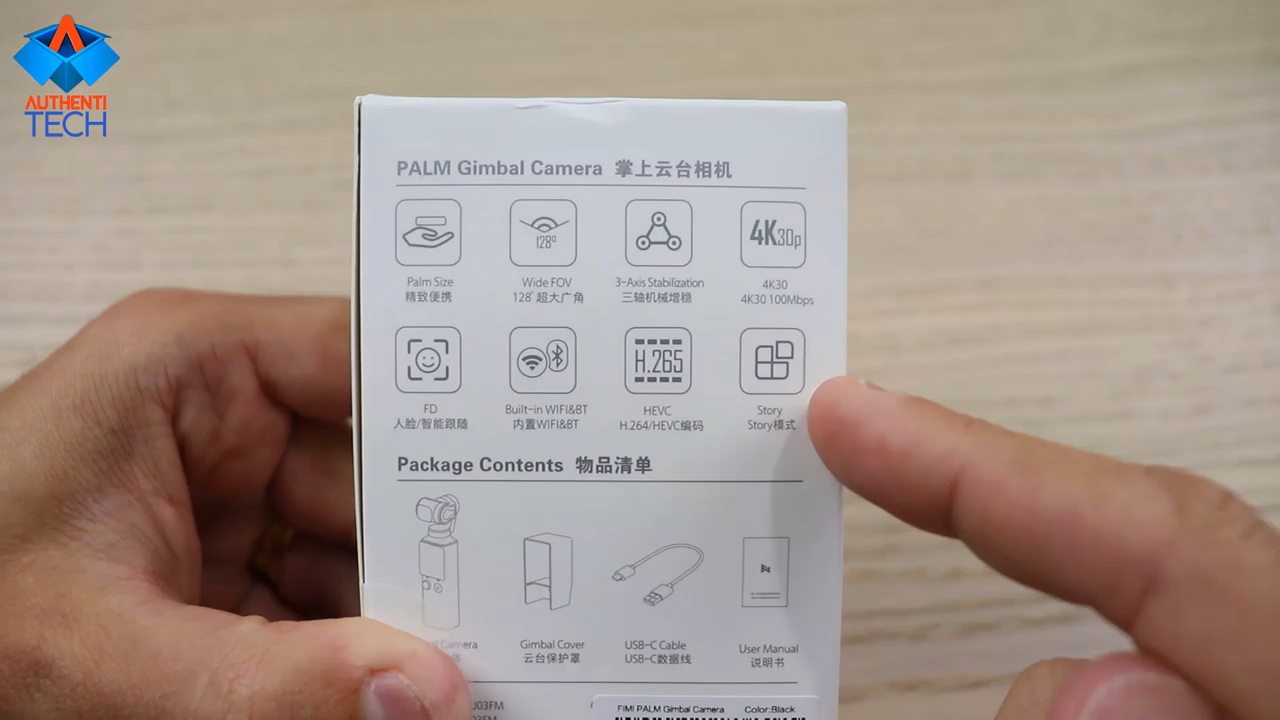 AUTHENTI
TECH
PALM Gimbal Camera 掌上云台相机
128°
4K30p
Palm Size
精致便携
Wide FOV
128°超大广角
3-Axis Stabilization
三轴机械增稳
4K30
4K30 100Mbps
H.265
FD
人脸/智能跟随
Built-in WIFI&BT
内置WIFI&BT
HEVC
H.264/HEVC编码
Story
Story模式
Package Contents 物品清单
Camera
Gimbal Cover
云台保护罩
USB-C Cable
USB-C数据线
User Manual
说明书
J03FM
FIMI PALM Gimbal Camera Color:Black